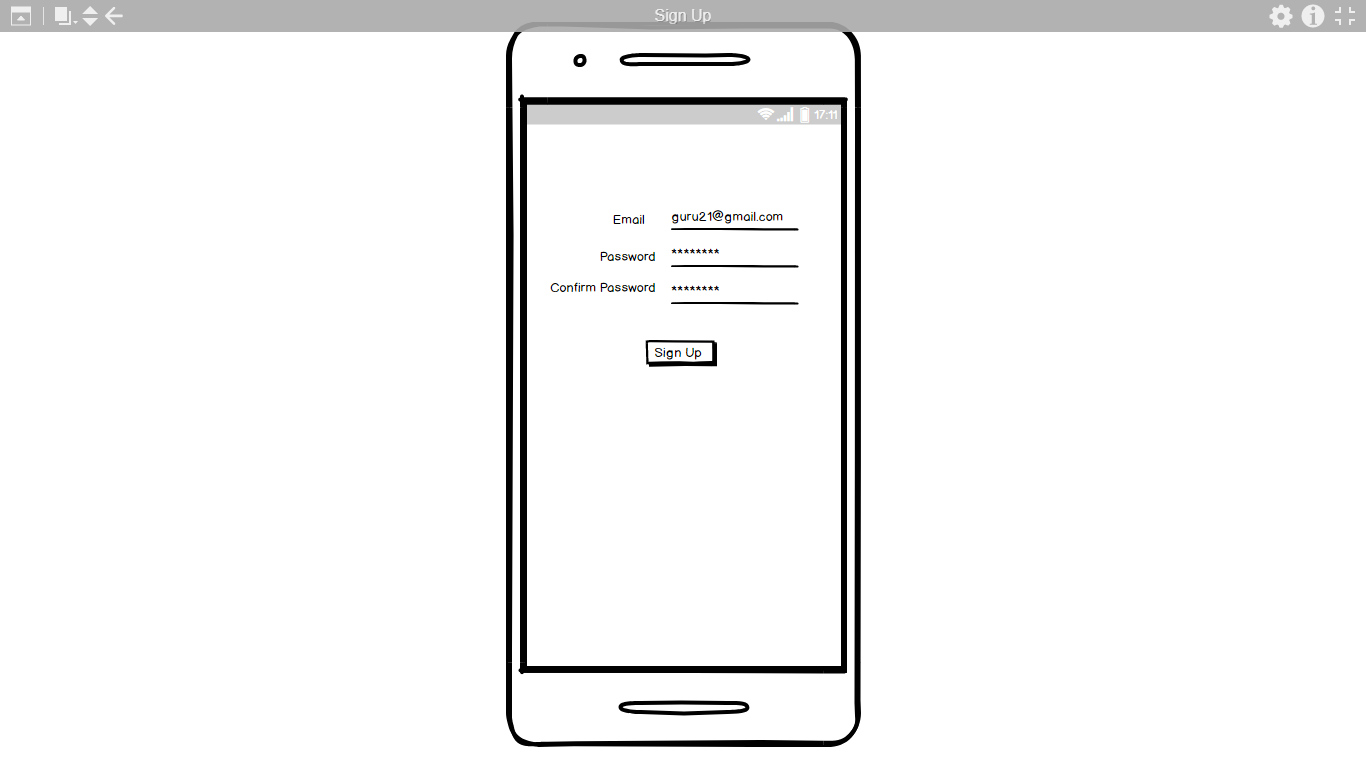 Sign Up
17:11
Email guru21@gmail.com
Password ********
Confirm Password ********
Sign Up